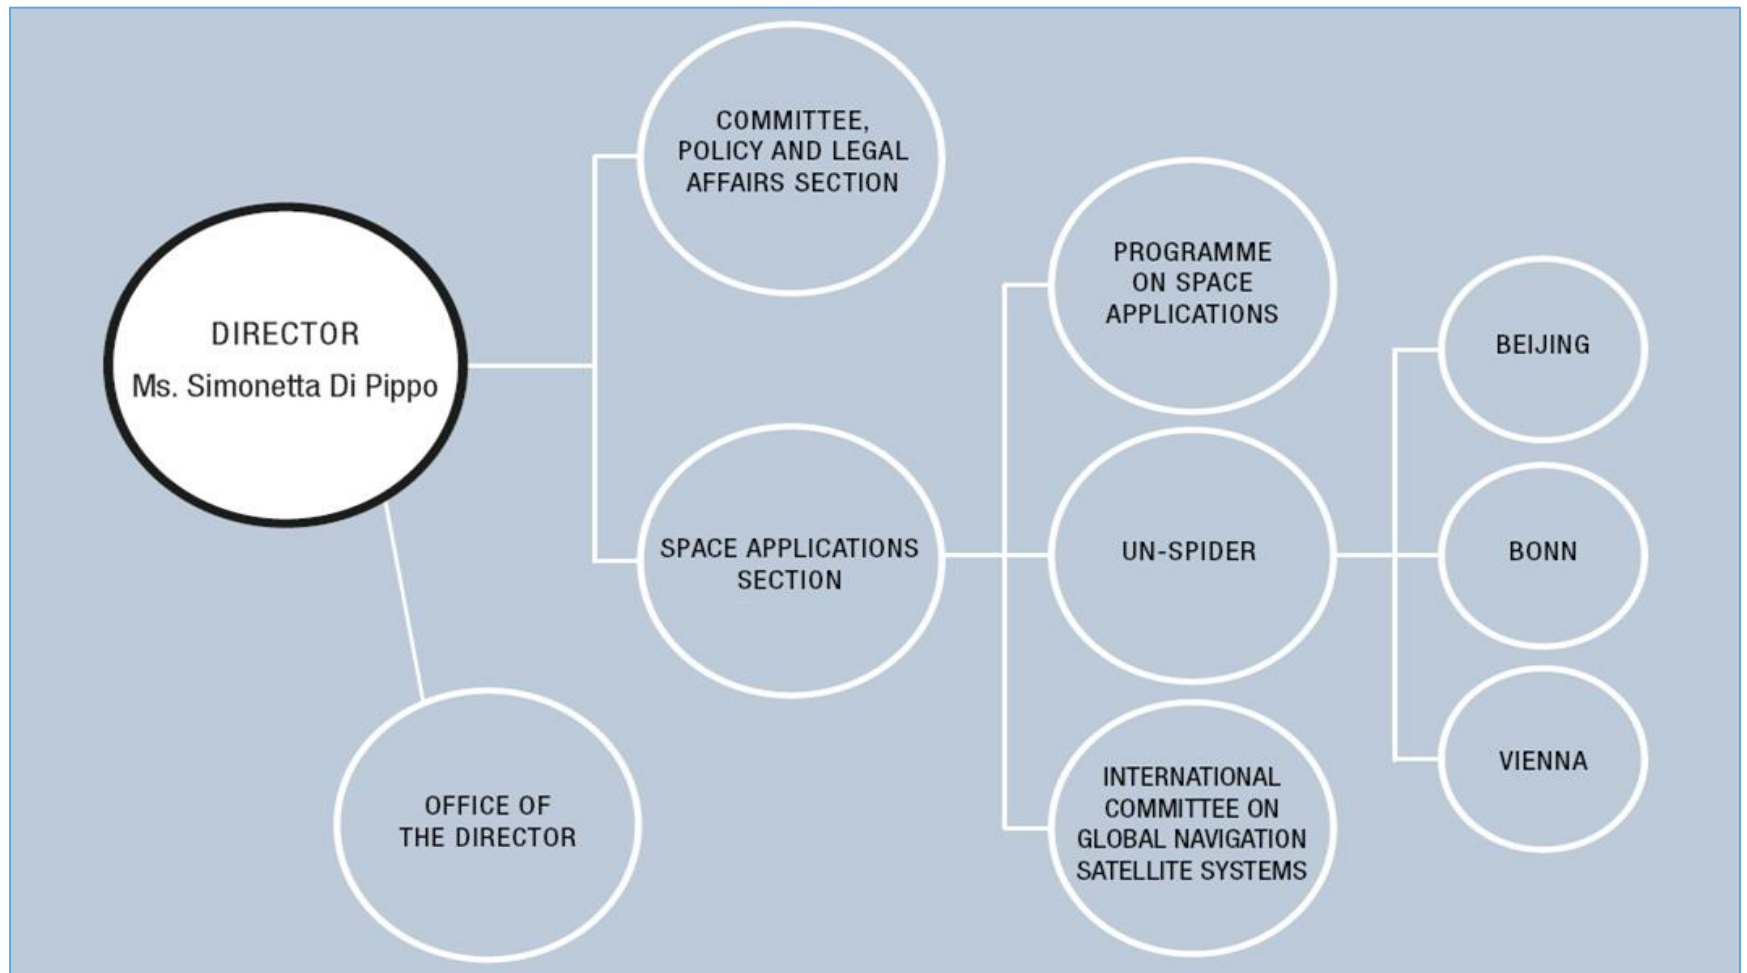 DIRECTOR
Ms. Simonetta Di Pippo
OFFICE OF
THE DIRECTOR
COMMITTEE,
POLICY AND LEGAL
AFFAIRS SECTION
SPACE APPLICATIONS
SECTION
PROGRAMME
ON SPACE
APPLICATIONS
UN-SPIDER
INTERNATIONAL
COMMITTEE ON
GLOBAL NAVIGATION
SATELLITE SYSTEMS
BEIJING
BONN
VIENNA